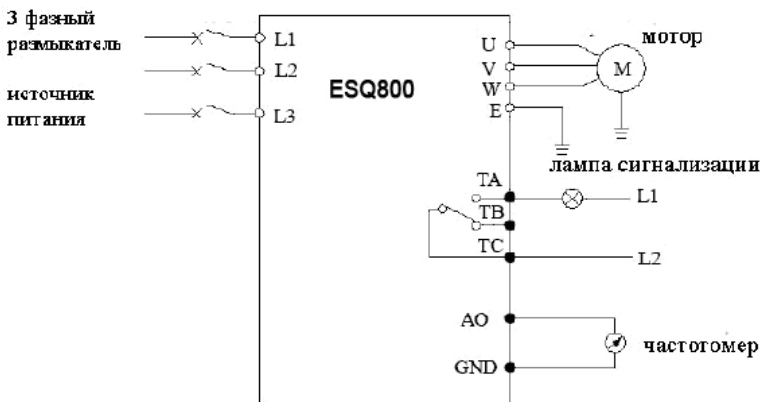 3 фазный
размыкатель
источник
питания
L1
L2
L3
ESQ800
U
V
W
E
мотор
M
лампа сигнализации
TA
L1
TB
TC
L2
AO
частотомер
GND